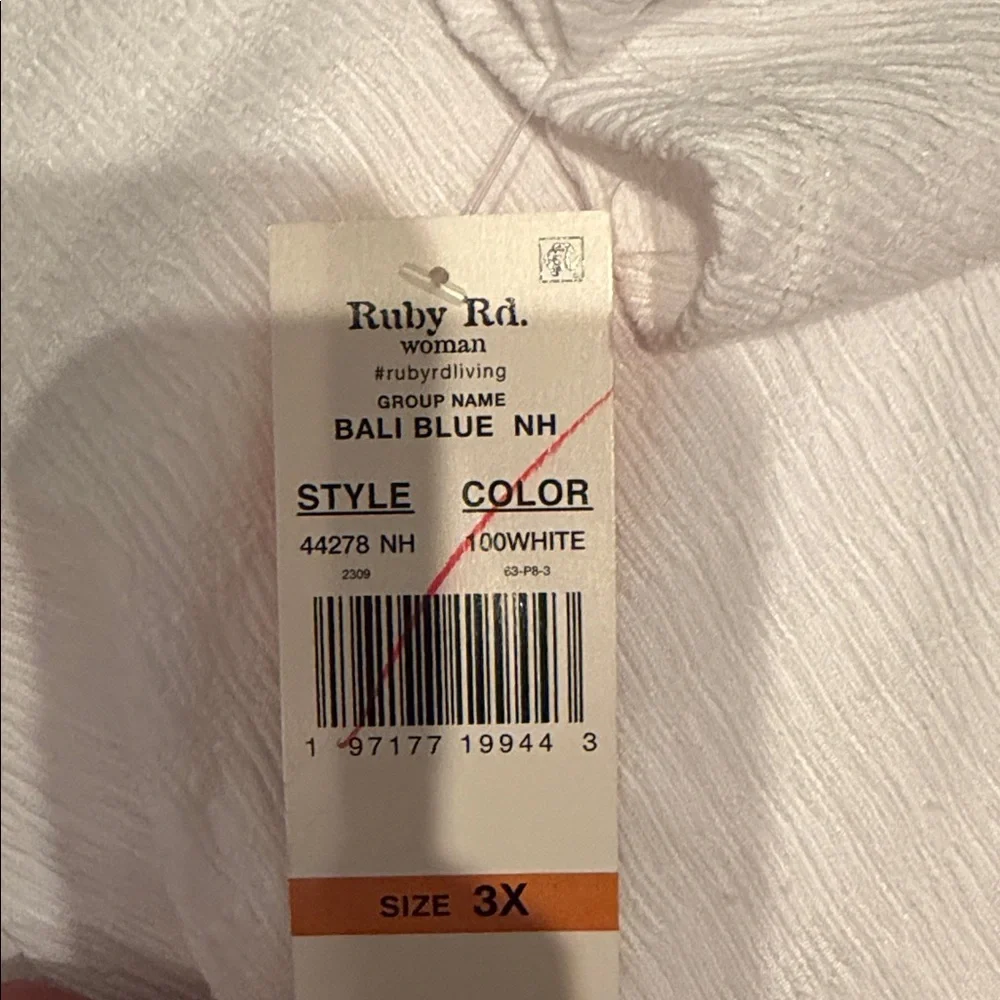 Ruby Rd.
woman
#rubyrdliving
GROUP NAME
BALI BLUE NH
STYLE COLOR
44278 NH 100WHITE
2309 63-P8-3
1 97177 19944 3
SIZE 3X